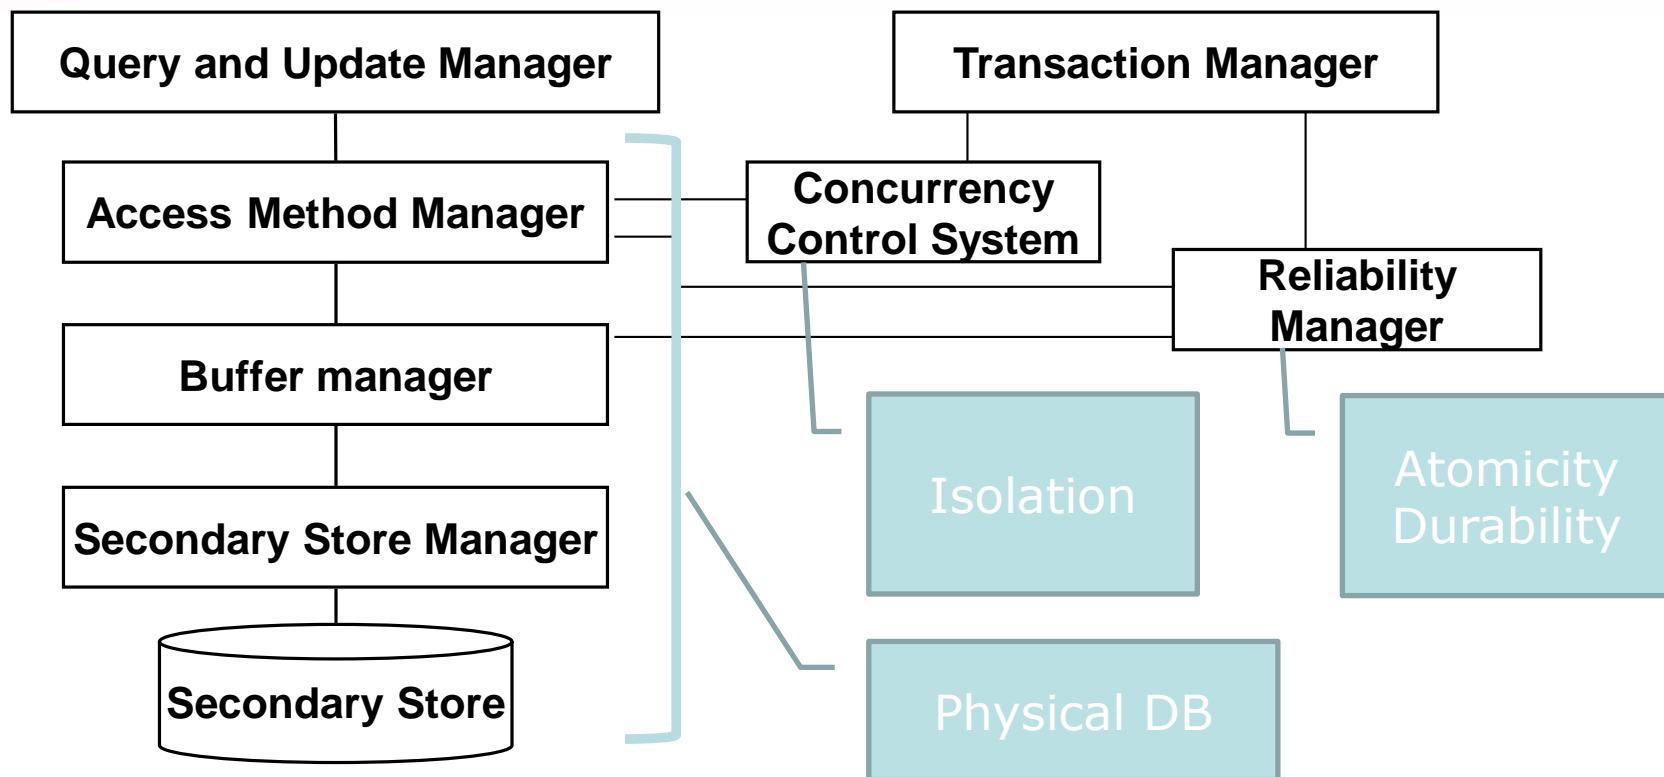 Query and Update Manager
Transaction Manager
Access Method Manager
Concurrency
Control System
Reliability
Manager
Buffer manager
Isolation
Atomicity
Durability
Secondary Store Manager
Secondary Store
Physical DB